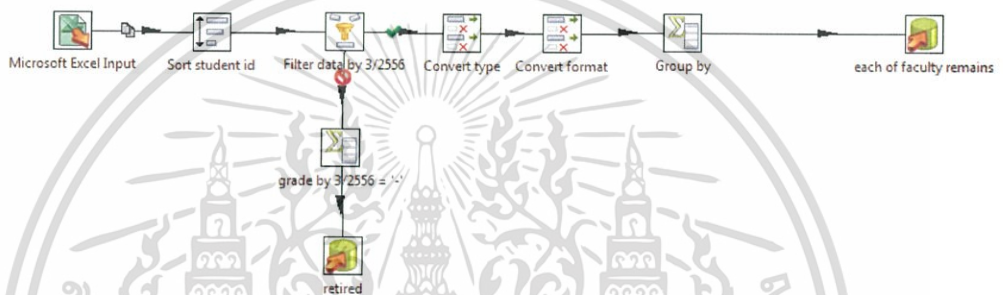 Microsoft Excel Input
Sort student id
Filter data by 3/2556
Convert type
Convert format
Group by
each of faculty remains
grade by 3/2556 = '-'
retired